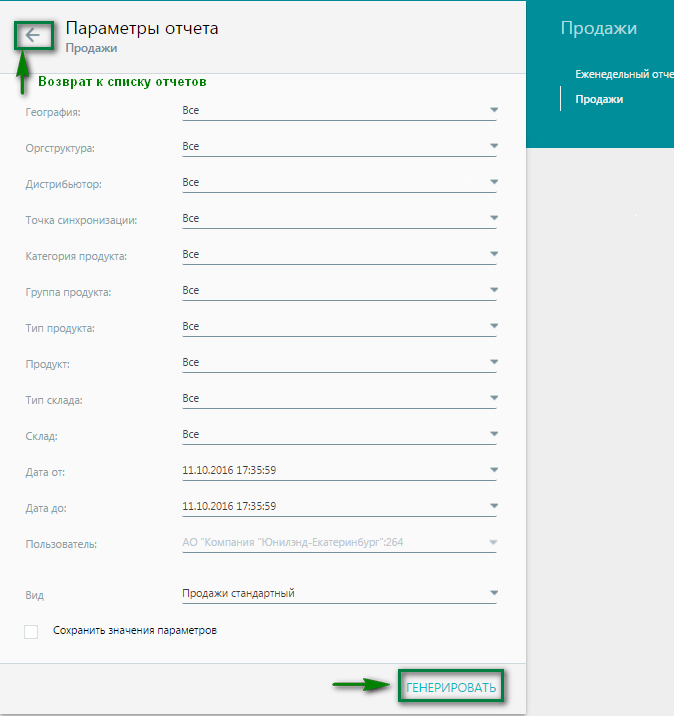 Параметры отчета
Продажи
Возврат к списку отчетов
География: Все
Оргструктура: Все
Дистрибьютор: Все
Точка синхронизации: Все
Категория продукта: Все
Группа продукта: Все
Тип продукта: Все
Продукт: Все
Тип склада: Все
Склад: Все
Дата от: 11.10.2016 17:35:59
Дата до: 11.10.2016 17:35:59
Пользователь: АО "Компания "Юнилэнд-Екатеринбург":264
Вид Продажи стандартный
Сохранить значения параметров
ГЕНЕРИРОВАТЬ
Продажи
Еженедельный отче
Продажи